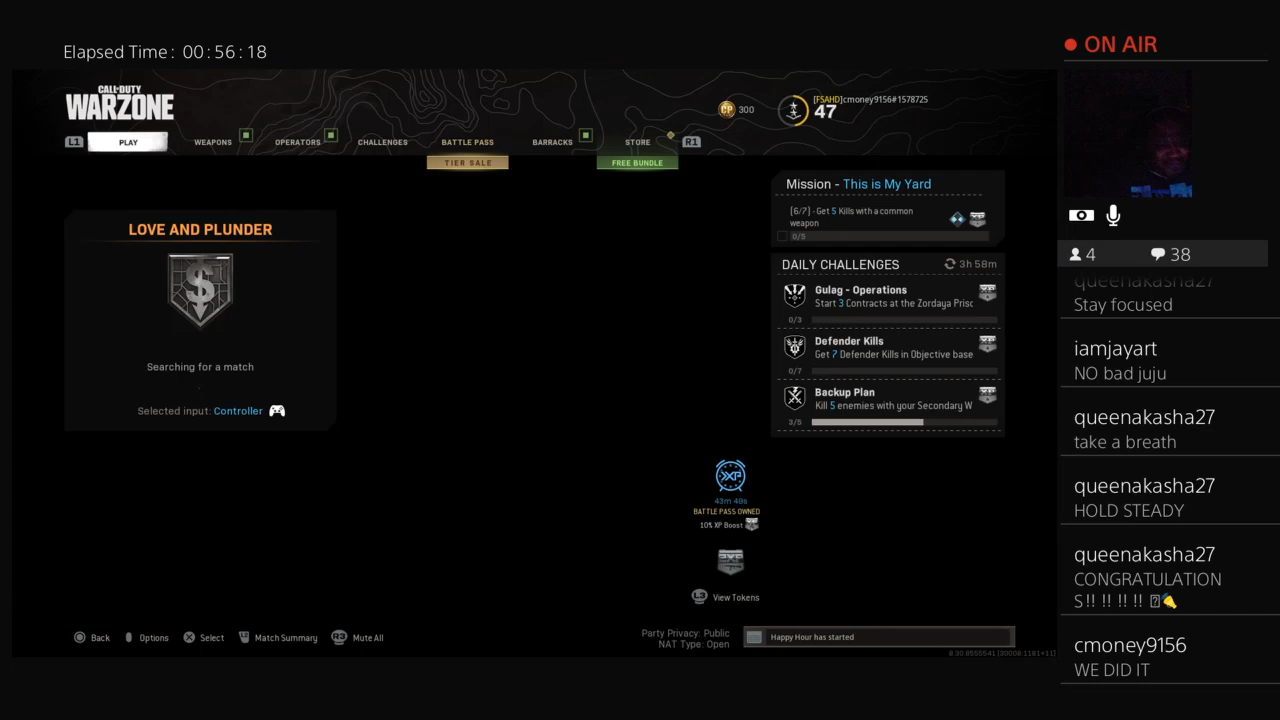 Elapsed Time: 00:56:18
ON AIR
CALL OF DUTY
WARZONE
CP 300
[FSAHD]cmoney9156#1578725
47
L1 PLAY WEAPONS OPERATORS CHALLENGES BATTLE PASS BARRACKS STORE R1
TIER SALE FREE BUNDLE
Mission - This is My Yard
[6/7] - Get 5 Kills with a common
weapon
0/5
LOVE AND PLUNDER
Searching for a match
Selected input: Controller
DAILY CHALLENGES 3h 58m
Gulag - Operations
Start 3 Contracts at the Zordaya Prisc
0/3
Defender Kills
Get 7 Defender Kills in Objective base
0/7
Backup Plan
Kill 5 enemies with your Secondary W
3/5
XP
43m 49s
BATTLE PASS OWNED
10% XP Boost
2XP
L3 View Tokens
Back Options Select Match Summary R3 Mute All
Party Privacy: Public
NAT Type: Open
Happy Hour has started
4 38
queenakasha27
Stay focused
iamjayart
NO bad juju
queenakasha27
take a breath
queenakasha27
HOLD STEADY
queenakasha27
CONGRATULATION
S!! !! !! !!
cmoney9156
WE DID IT